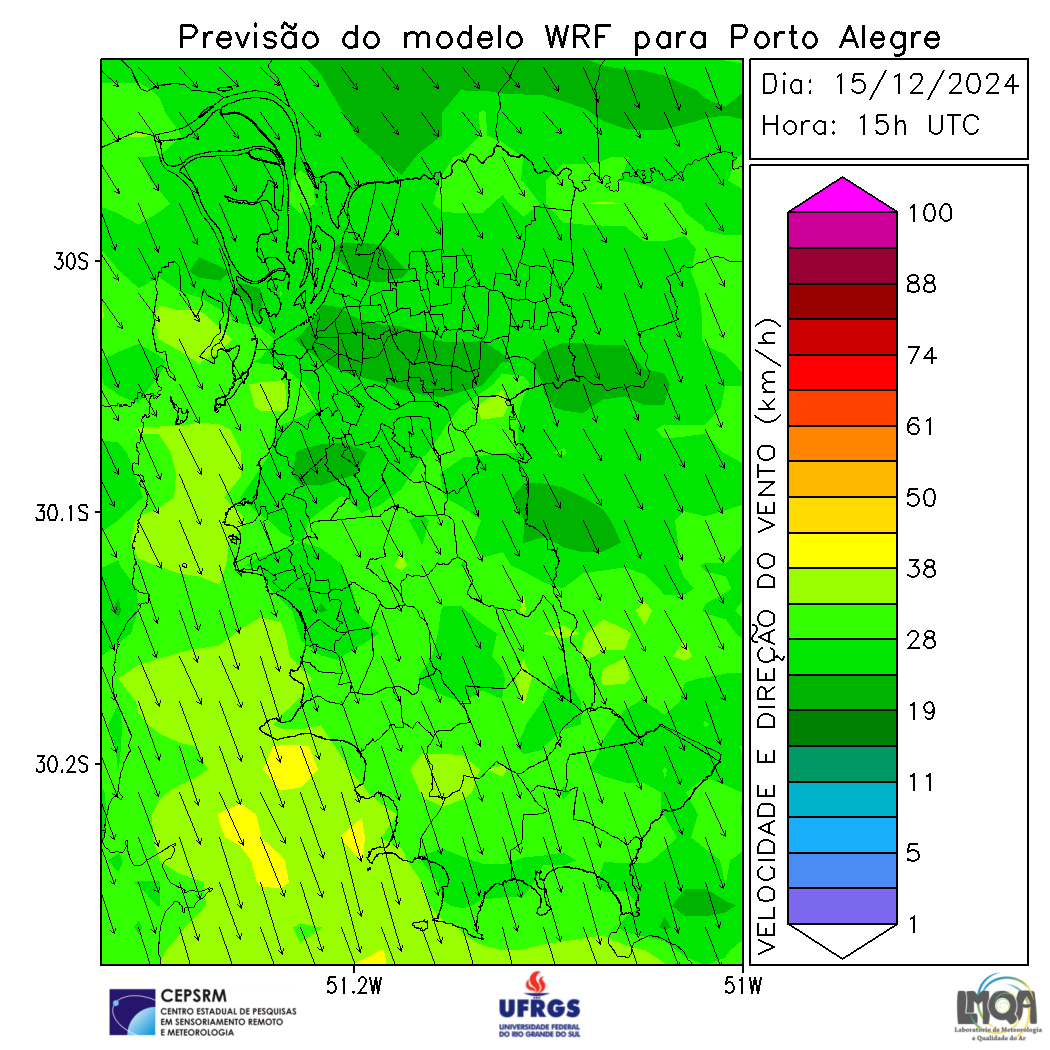 Previsão do modelo WRF para Porto Alegre
Dia: 15/12/2024
Hora: 15h UTC
30S
30.1S
30.2S
51.2W
51W
VELOCIDADE E DIREÇÃO DO VENTO (km/h)
100
88
74
61
50
38
28
19
11
5
1
CEPSRM
CENTRO ESTADUAL DE PESQUISAS
EM SENSORIAMENTO REMOTO
E METEOROLOGIA
UFRGS
UNIVERSIDADE FEDERAL
DO RIO GRANDE DO SUL
LMQA
Laboratório de Meteorologia
e Qualidade do Ar